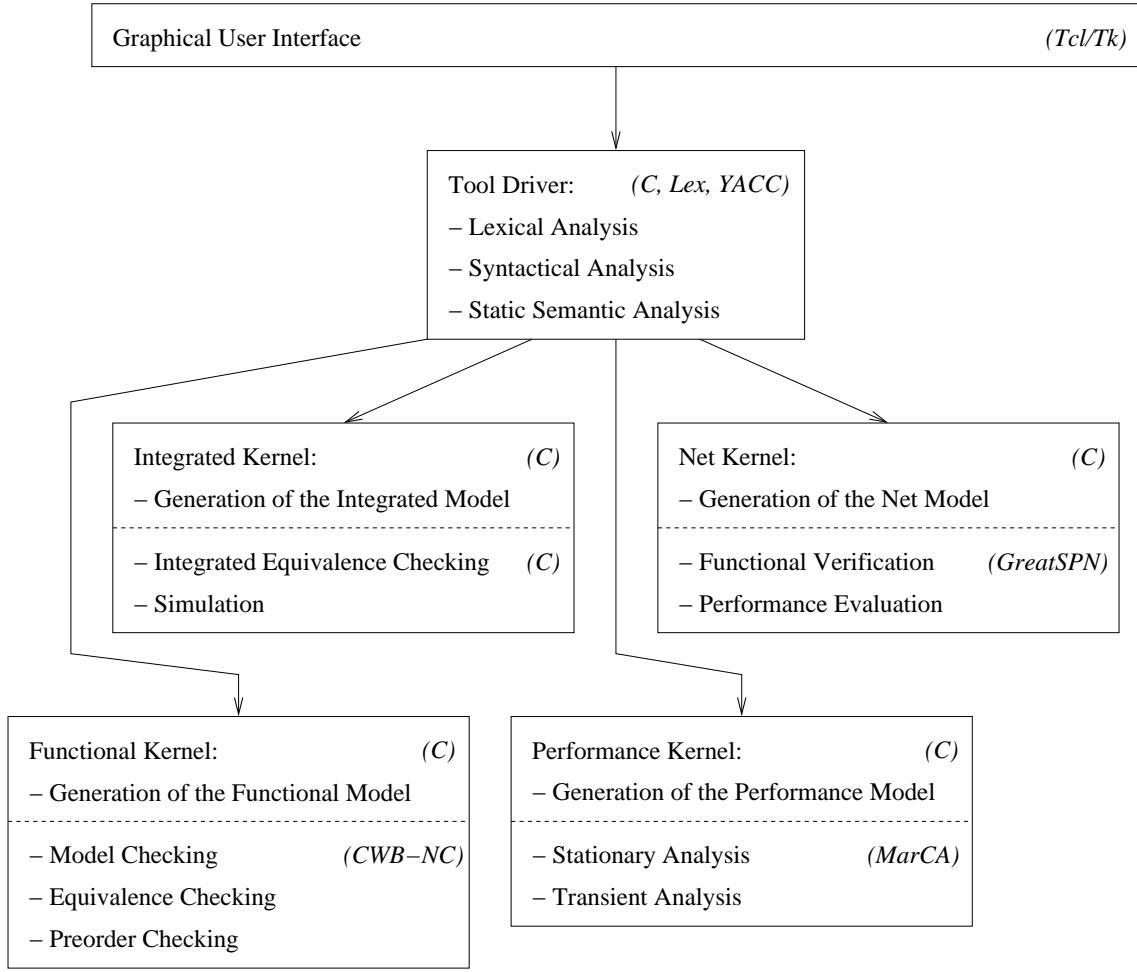 Graphical User Interface (Tcl/Tk)
Tool Driver: (C, Lex, YACC)
– Lexical Analysis
– Syntactical Analysis
– Static Semantic Analysis
Integrated Kernel: (C)
– Generation of the Integrated Model
– Integrated Equivalence Checking (C)
– Simulation
Net Kernel: (C)
– Generation of the Net Model
– Functional Verification (GreatSPN)
– Performance Evaluation
Functional Kernel: (C)
– Generation of the Functional Model
– Model Checking (CWB–NC)
– Equivalence Checking
– Preorder Checking
Performance Kernel: (C)
– Generation of the Performance Model
– Stationary Analysis (MarCA)
– Transient Analysis